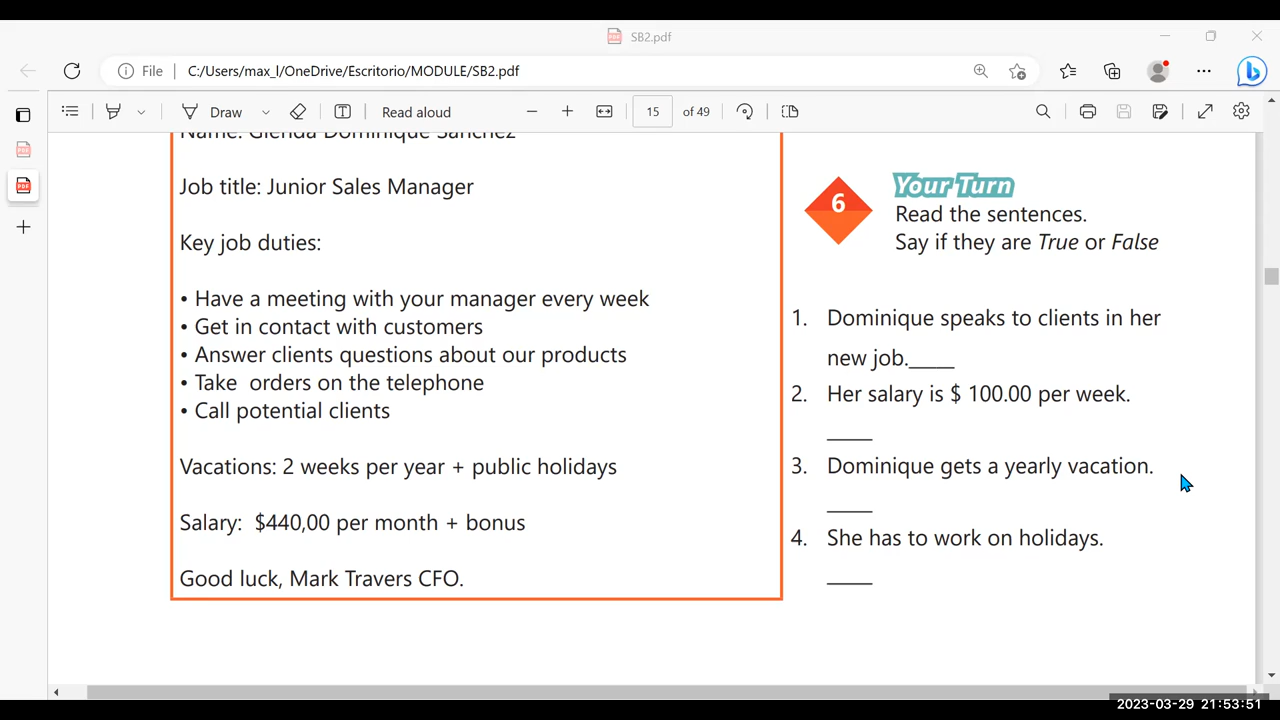 SB2.pdf
File
C:/Users/max_l/OneDrive/Escritorio/MODULE/SB2.pdf
Draw
Read aloud
15
of 49
Name: Glenda Dominique Sanchez
Job title: Junior Sales Manager
Key job duties:
• Have a meeting with your manager every week
• Get in contact with customers
• Answer clients questions about our products
• Take orders on the telephone
• Call potential clients
Vacations: 2 weeks per year + public holidays
Salary: $440,00 per month + bonus
Good luck, Mark Travers CFO.
6
Your Turn
Read the sentences.
Say if they are True or False
1. Dominique speaks to clients in her
new job._____
2. Her salary is $ 100.00 per week.
_____
3. Dominique gets a yearly vacation.
_____
4. She has to work on holidays.
_____
2023-03-29 21:53:51